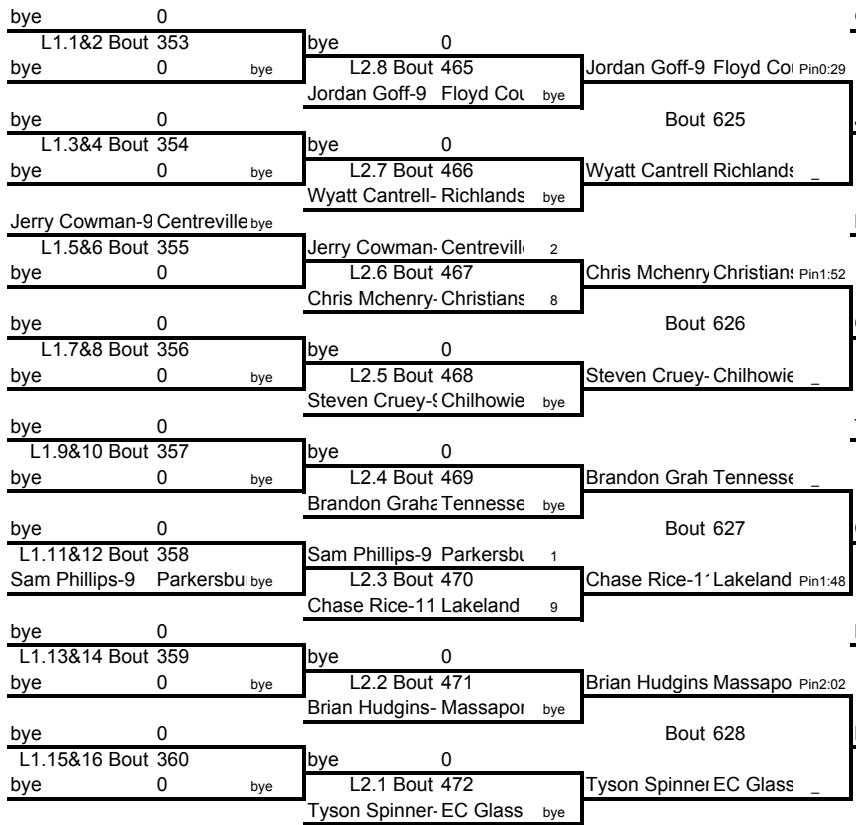 bye 0
L1.1&2 Bout 353 bye 0
bye 0 bye L2.8 Bout 465 Jordan Goff-9 Floyd Co Pin0:29
Jordan Goff-9 Floyd Cou bye
bye 0 Bout 625
L1.3&4 Bout 354 bye 0
bye 0 bye L2.7 Bout 466 Wyatt Cantrell Richlands _
Wyatt Cantrell- Richlands bye
Jerry Cowman-9 Centreville bye
L1.5&6 Bout 355 Jerry Cowman- Centrevill 2
bye 0 L2.6 Bout 467 Chris Mchenry Christians Pin1:52
Chris Mchenry- Christians 8
bye 0 Bout 626
L1.7&8 Bout 356 bye 0
bye 0 bye L2.5 Bout 468 Steven Cruey- Chilhowie _
Steven Cruey-9 Chilhowie bye
bye 0
L1.9&10 Bout 357 bye 0
bye 0 bye L2.4 Bout 469 Brandon Grah Tennesse _
Brandon Graha Tennesse bye
bye 0 Bout 627
L1.11&12 Bout 358 Sam Phillips-9 Parkersbu 1
Sam Phillips-9 Parkersbu bye L2.3 Bout 470 Chase Rice-1 Lakeland Pin1:48
Chase Rice-11 Lakeland 9
bye 0
L1.13&14 Bout 359 bye 0
bye 0 bye L2.2 Bout 471 Brian Hudgins Massapo Pin2:02
Brian Hudgins- Massapon bye
bye 0 Bout 628
L1.15&16 Bout 360 bye 0
bye 0 bye L2.1 Bout 472 Tyson Spinner EC Glass _
Tyson Spinner- EC Glass bye